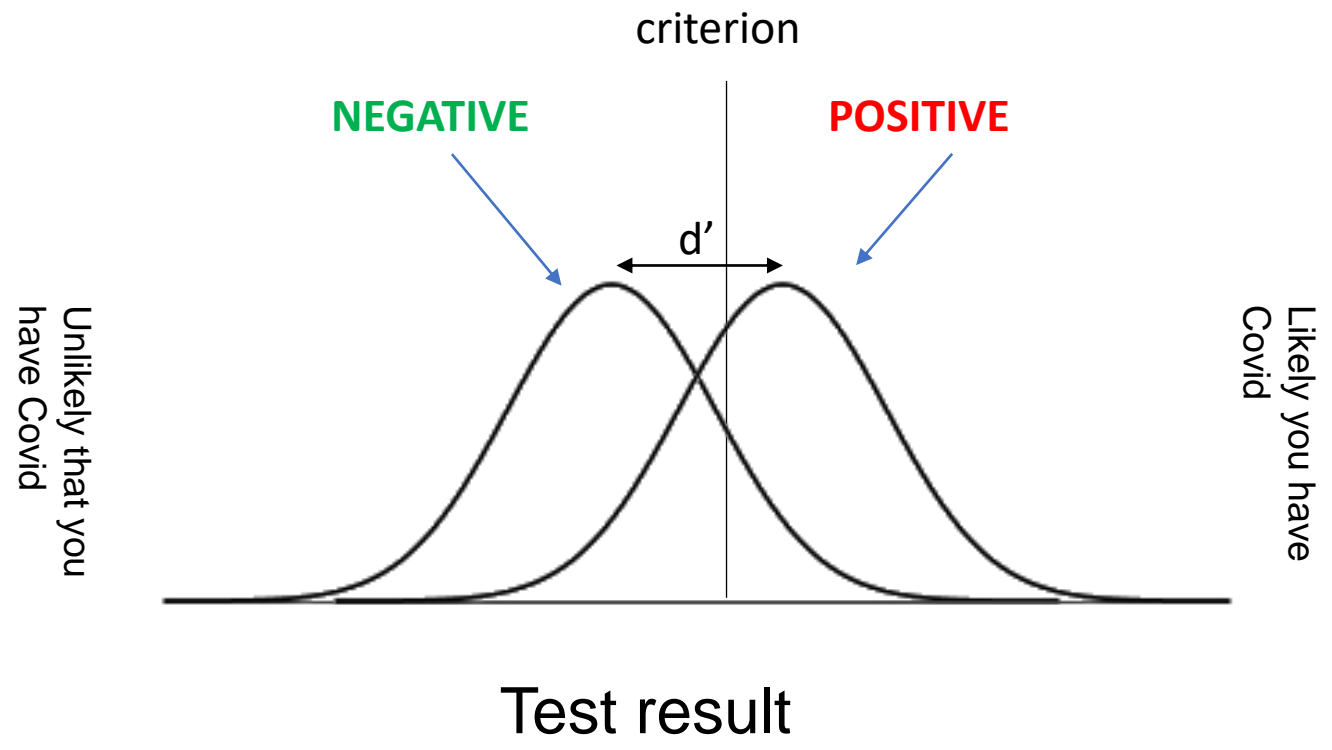 criterion
NEGATIVE
POSITIVE
d’
Unlikely that you
have Covid
Likely you have
Covid
Test result